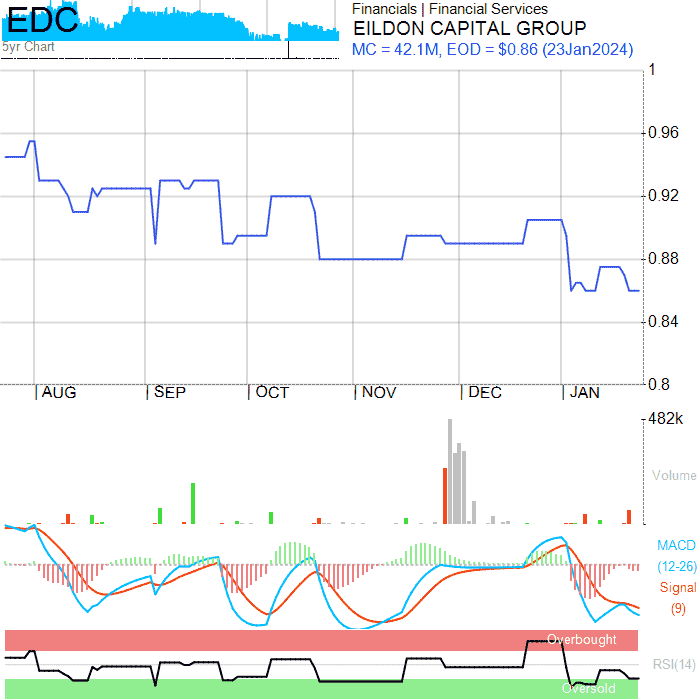 EDC
5yr Chart
Financials | Financial Services
EILDON CAPITAL GROUP
MC = 42.1M, EOD = $0.86 (23Jan2024)
1
0.96
0.92
0.88
0.84
0.8
AUG SEP OCT NOV DEC JAN
482k
Volume
MACD
(12-26)
Signal
(9)
Overbought
RSI(14)
Oversold